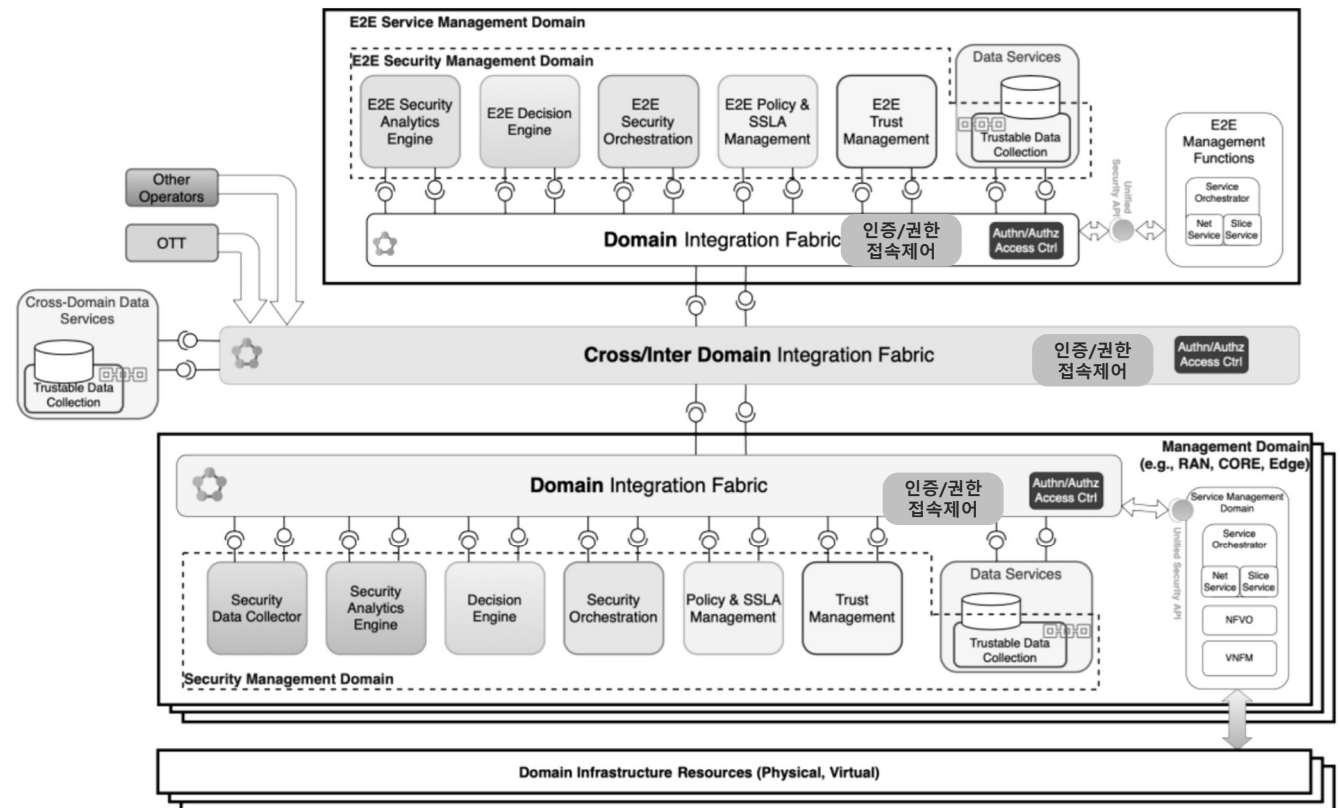 E2E Service Management Domain
E2E Security Management Domain
E2E Security
Analytics
Engine
E2E Decision
Engine
E2E
Security
Orchestration
E2E Policy &
SSLA
Management
E2E
Trust
Management
Data Services
Trustable Data
Collection
Unified
Security API
E2E
Management
Functions
Service
Orchestrator
Net
Service
Slice
Service
Other
Operators
OTT
Domain Integration Fabric
인증/권한
접속제어
Authn/Authz
Access Ctrl
Cross-Domain Data
Services
Trustable Data
Collection
Cross/Inter Domain Integration Fabric
인증/권한
접속제어
Authn/Authz
Access Ctrl
Management Domain
(e.g., RAN, CORE, Edge)
Domain Integration Fabric
인증/권한
접속제어
Authn/Authz
Access Ctrl
Service Management
Domain
Service
Orchestrator
Net
Service
Slice
Service
NFVO
VNFM
Unified Security API
Security
Data Collector
Security
Analytics
Engine
Decision
Engine
Security
Orchestration
Policy & SSLA
Management
Trust
Management
Data Services
Trustable Data
Collection
Security Management Domain
Domain Infrastructure Resources (Physical, Virtual)